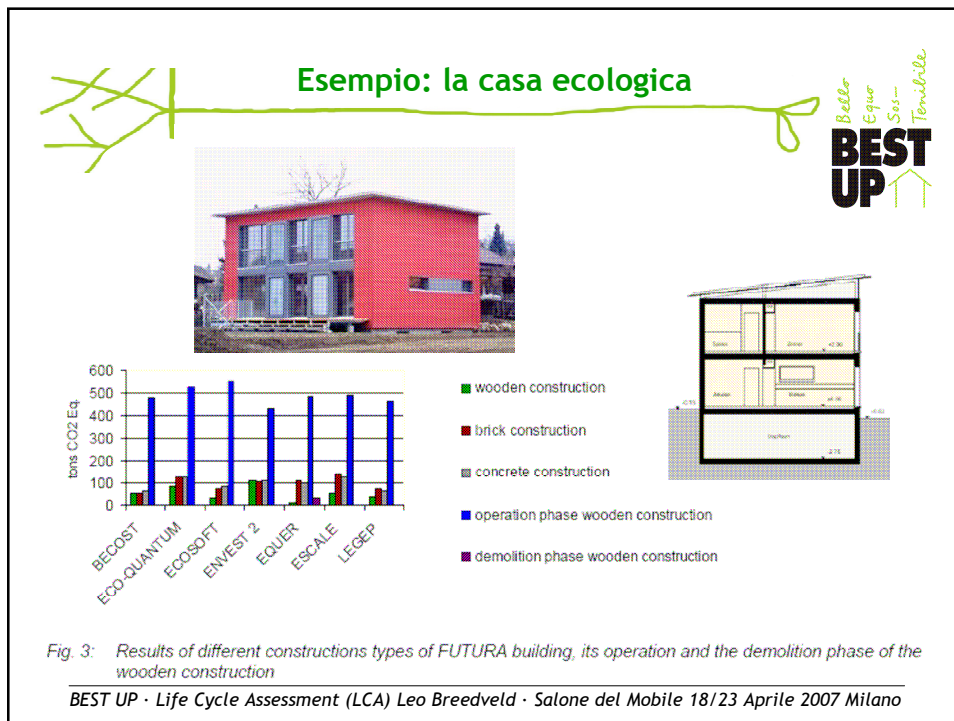 Esempio: la casa ecologica
Bello
Equo
Sos-
Tenibile
BEST
UP
600
500
400
300
200
100
0
tons CO2 Eq.
BECOST
ECO-QUANTUM
ECOSOFT
ENVEST 2
EQUER
ESCALE
LEGEP
wooden construction
brick construction
concrete construction
operation phase wooden construction
demolition phase wooden construction
Fig. 3: Results of different constructions types of FUTURA building, its operation and the demolition phase of the
wooden construction
BEST UP · Life Cycle Assessment (LCA) Leo Breedveld · Salone del Mobile 18/23 Aprile 2007 Milano